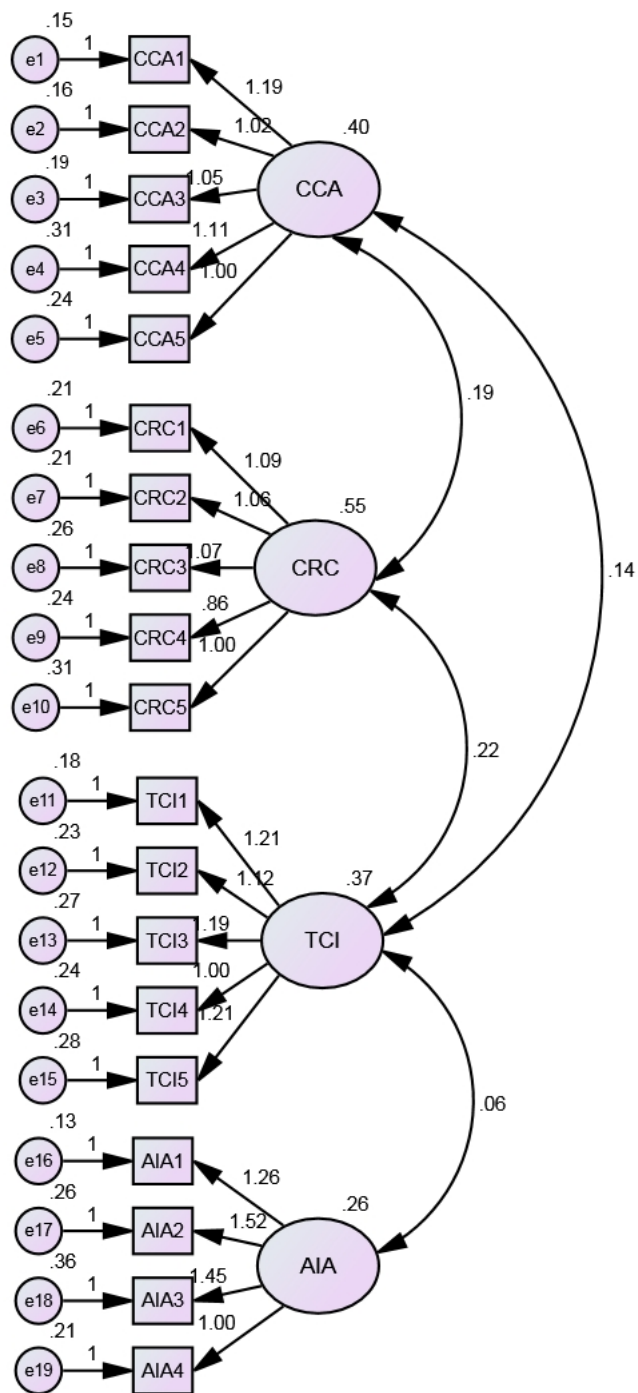 .15
e1 1 CCA1
1.19
.16
e2 1 CCA2
1.02
.40
CCA
.19
e3 1 CCA3
1.05
.31
e4 1 CCA4
1.11
.24
e5 1 CCA5
1.00
.19
.21
e6 1 CRC1
1.09
.21
e7 1 CRC2
1.06
.55
CRC
.26
e8 1 CRC3
1.07
.14
.24
e9 1 CRC4
.86
.31
e10 1 CRC5
1.00
.22
.18
e11 1 TCI1
1.21
.23
e12 1 TCI2
1.12
.37
TCI
.27
e13 1 TCI3
1.19
.24
e14 1 TCI4
1.00
.28
e15 1 TCI5
1.21
.06
.13
e16 1 AIA1
1.26
.26
e17 1 AIA2
1.52
.26
AIA
.36
e18 1 AIA3
1.45
.21
e19 1 AIA4
1.00